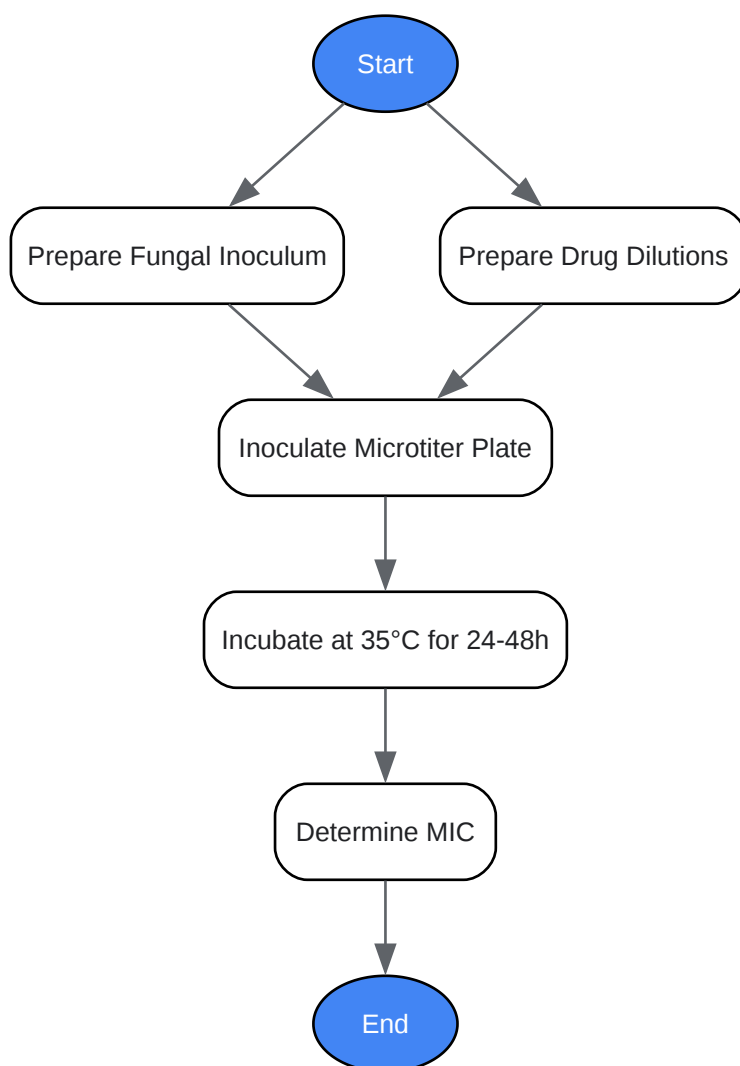 Start
Prepare Fungal Inoculum
Prepare Drug Dilutions
Inoculate Microtiter Plate
Incubate at 35°C for 24-48h
Determine MIC
End